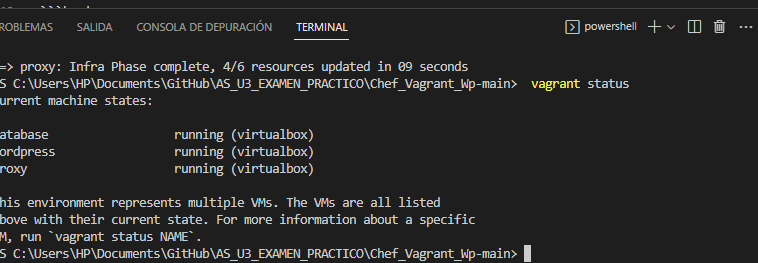 ROBLEMAS SALIDA CONSOLA DE DEPURACIÓN TERMINAL powershell
=> proxy: Infra Phase complete, 4/6 resources updated in 09 seconds
S C:\Users\HP\Documents\GitHub\AS_U3_EXAMEN_PRACTICO\Chef_Vagrant_Wp-main> vagrant status
urrent machine states:
atabase running (virtualbox)
ordpress running (virtualbox)
roxy running (virtualbox)
his environment represents multiple VMs. The VMs are all listed
bove with their current state. For more information about a specific
M, run `vagrant status NAME`.
S C:\Users\HP\Documents\GitHub\AS_U3_EXAMEN_PRACTICO\Chef_Vagrant_Wp-main>